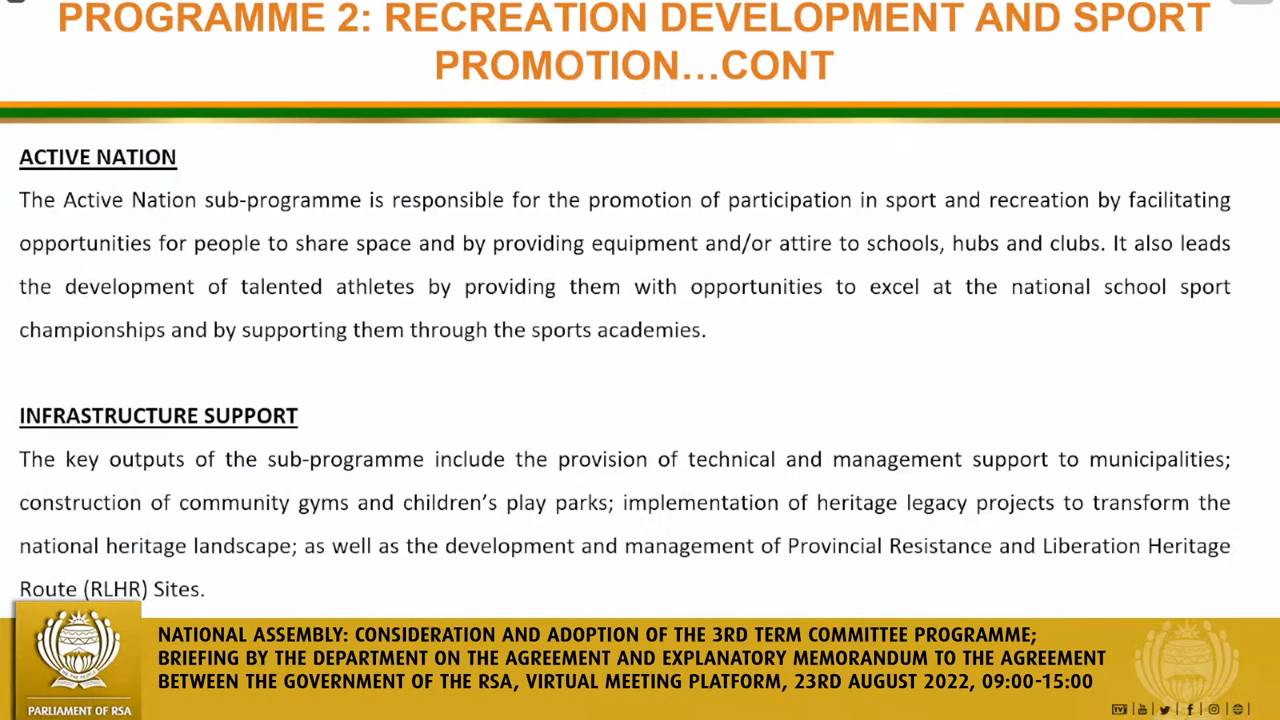 PROGRAMME 2: RECREATION DEVELOPMENT AND SPORT
PROMOTION...CONT
ACTIVE NATION
The Active Nation sub-programme is responsible for the promotion of participation in sport and recreation by facilitating
opportunities for people to share space and by providing equipment and/or attire to schools, hubs and clubs. It also leads
the development of talented athletes by providing them with opportunities to excel at the national school sport
championships and by supporting them through the sports academies.
INFRASTRUCTURE SUPPORT
The key outputs of the sub-programme include the provision of technical and management support to municipalities;
construction of community gyms and children’s play parks; implementation of heritage legacy projects to transform the
national heritage landscape; as well as the development and management of Provincial Resistance and Liberation Heritage
Route (RLHR) Sites.
NATIONAL ASSEMBLY: CONSIDERATION AND ADOPTION OF THE 3RD TERM COMMITTEE PROGRAMME;
BRIEFING BY THE DEPARTMENT ON THE AGREEMENT AND EXPLANATORY MEMORANDUM TO THE AGREEMENT
BETWEEN THE GOVERNMENT OF THE RSA, VIRTUAL MEETING PLATFORM, 23RD AUGUST 2022, 09:00-15:00
PARLIAMENT OF RSA